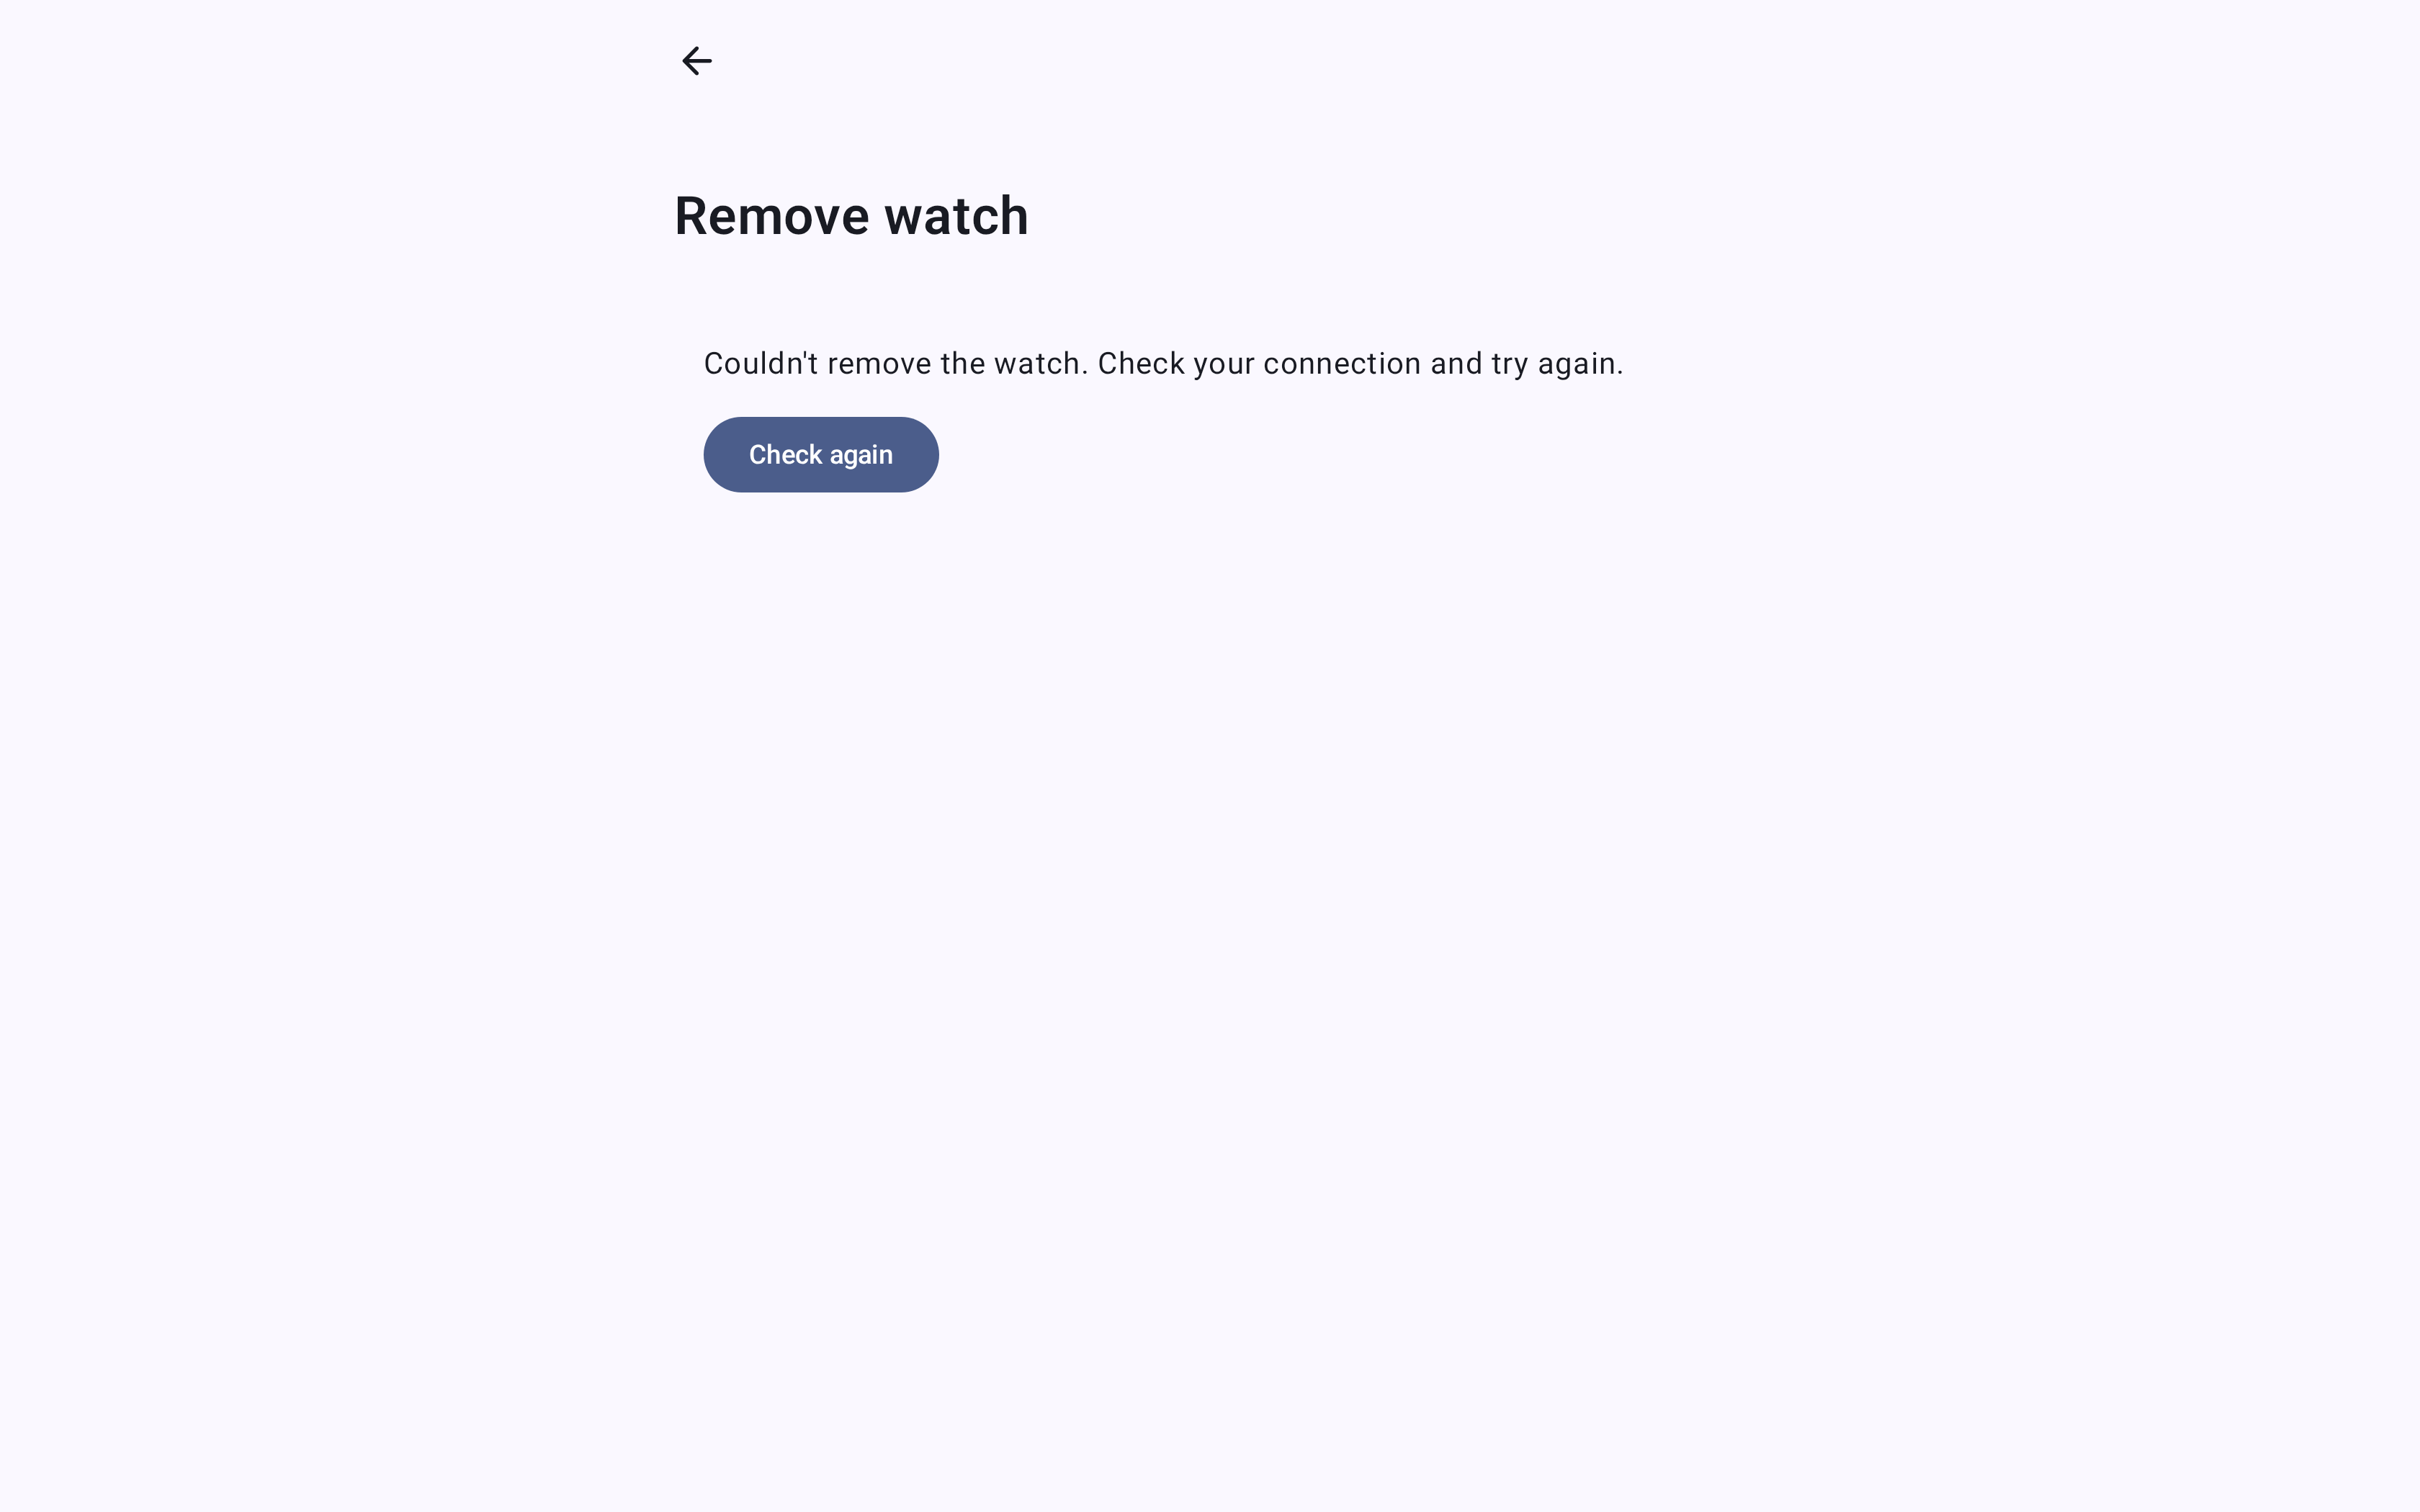 Remove watch
Couldn't remove the watch. Check your connection and try again.
Check again